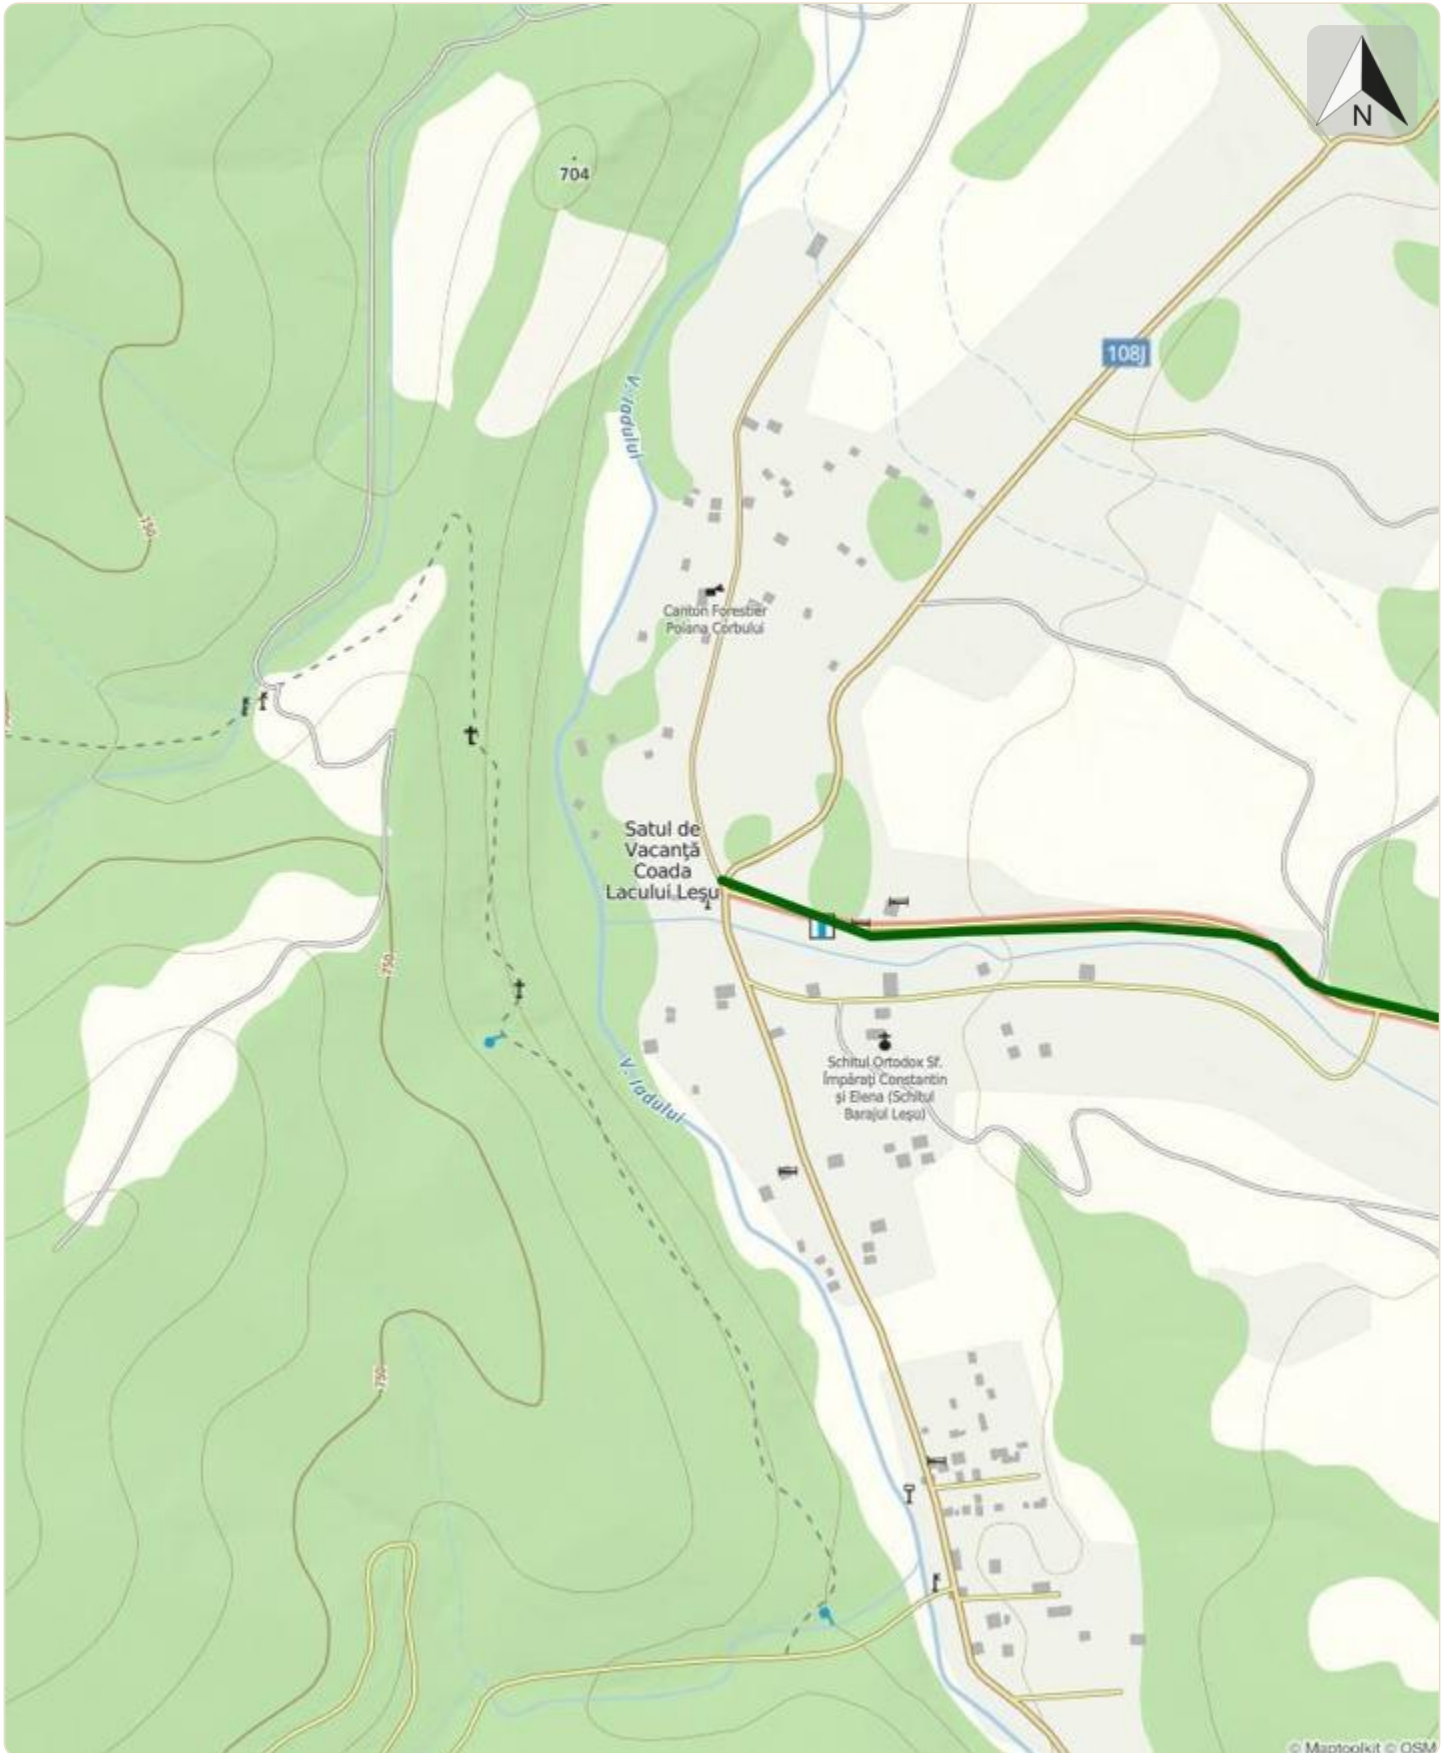 N
704
108J
V. Iadului
750
Canton Forestier
Poiana Corbului
Satul de
Vacanță
Coada
Lacului Leșu
750
Schitul Ortodox Sf.
Împărați Constantin
și Elena (Schitul
Barajul Leșu)
V. Iadului
750
© Maptoolkit © OSM